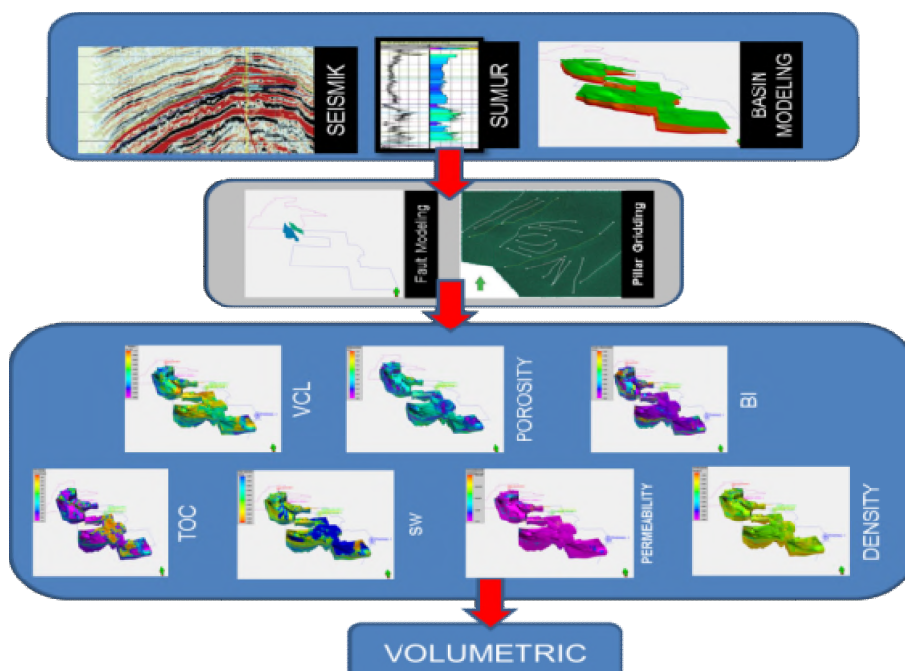 SEISMIK
SUMUR
BASIN
MODELING
Fault Modeling
Pillar Gridding
VCL
POROSITY
BI
TOC
SW
PERMEABILITY
DENSITY
VOLUMETRIC